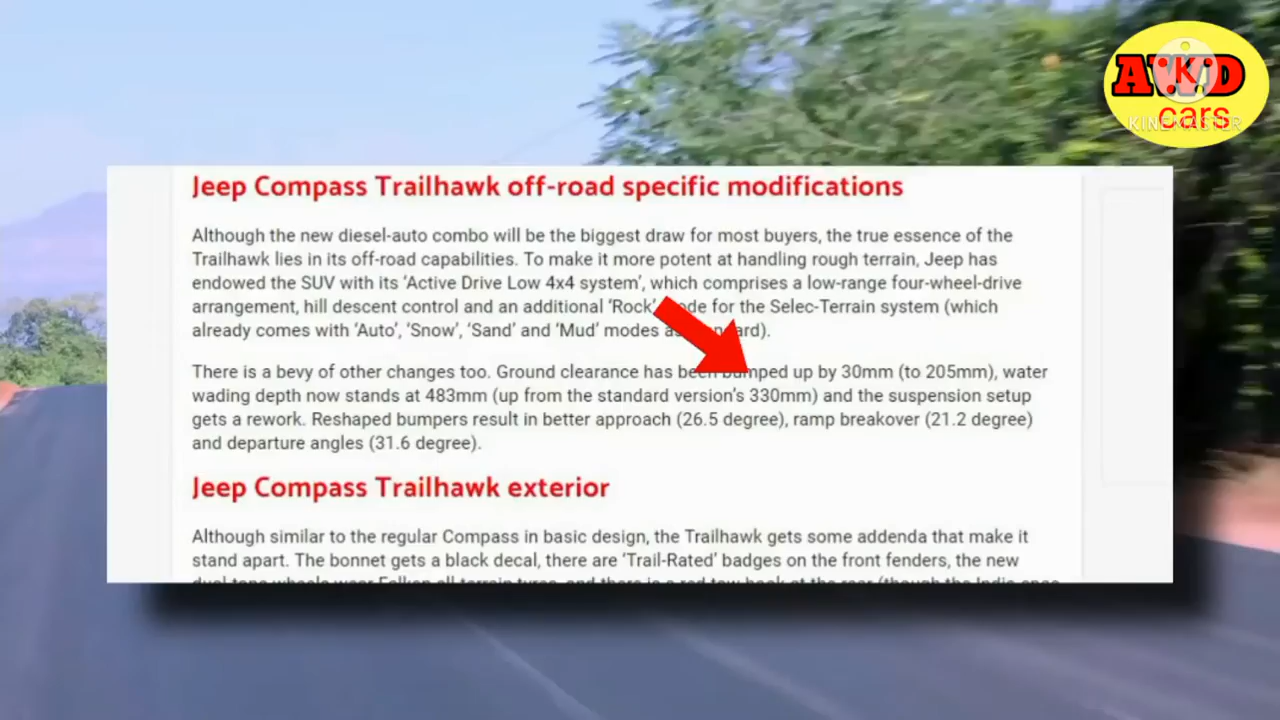 AWD
K
cars
KINEMASTER
Jeep Compass Trailhawk off-road specific modifications
Although the new diesel-auto combo will be the biggest draw for most buyers, the true essence of the
Trailhawk lies in its off-road capabilities. To make it more potent at handling rough terrain, Jeep has
endowed the SUV with its ‘Active Drive Low 4x4 system’, which comprises a low-range four-wheel-drive
arrangement, hill descent control and an additional ‘Rock’ mode for the Selec-Terrain system (which
already comes with ‘Auto’, ‘Snow’, ‘Sand’ and ‘Mud’ modes as standard).
There is a bevy of other changes too. Ground clearance has been bumped up by 30mm (to 205mm), water
wading depth now stands at 483mm (up from the standard version's 330mm) and the suspension setup
gets a rework. Reshaped bumpers result in better approach (26.5 degree), ramp breakover (21.2 degree)
and departure angles (31.6 degree).
Jeep Compass Trailhawk exterior
Although similar to the regular Compass in basic design, the Trailhawk gets some addenda that make it
stand apart. The bonnet gets a black decal, there are ‘Trail-Rated’ badges on the front fenders, the new